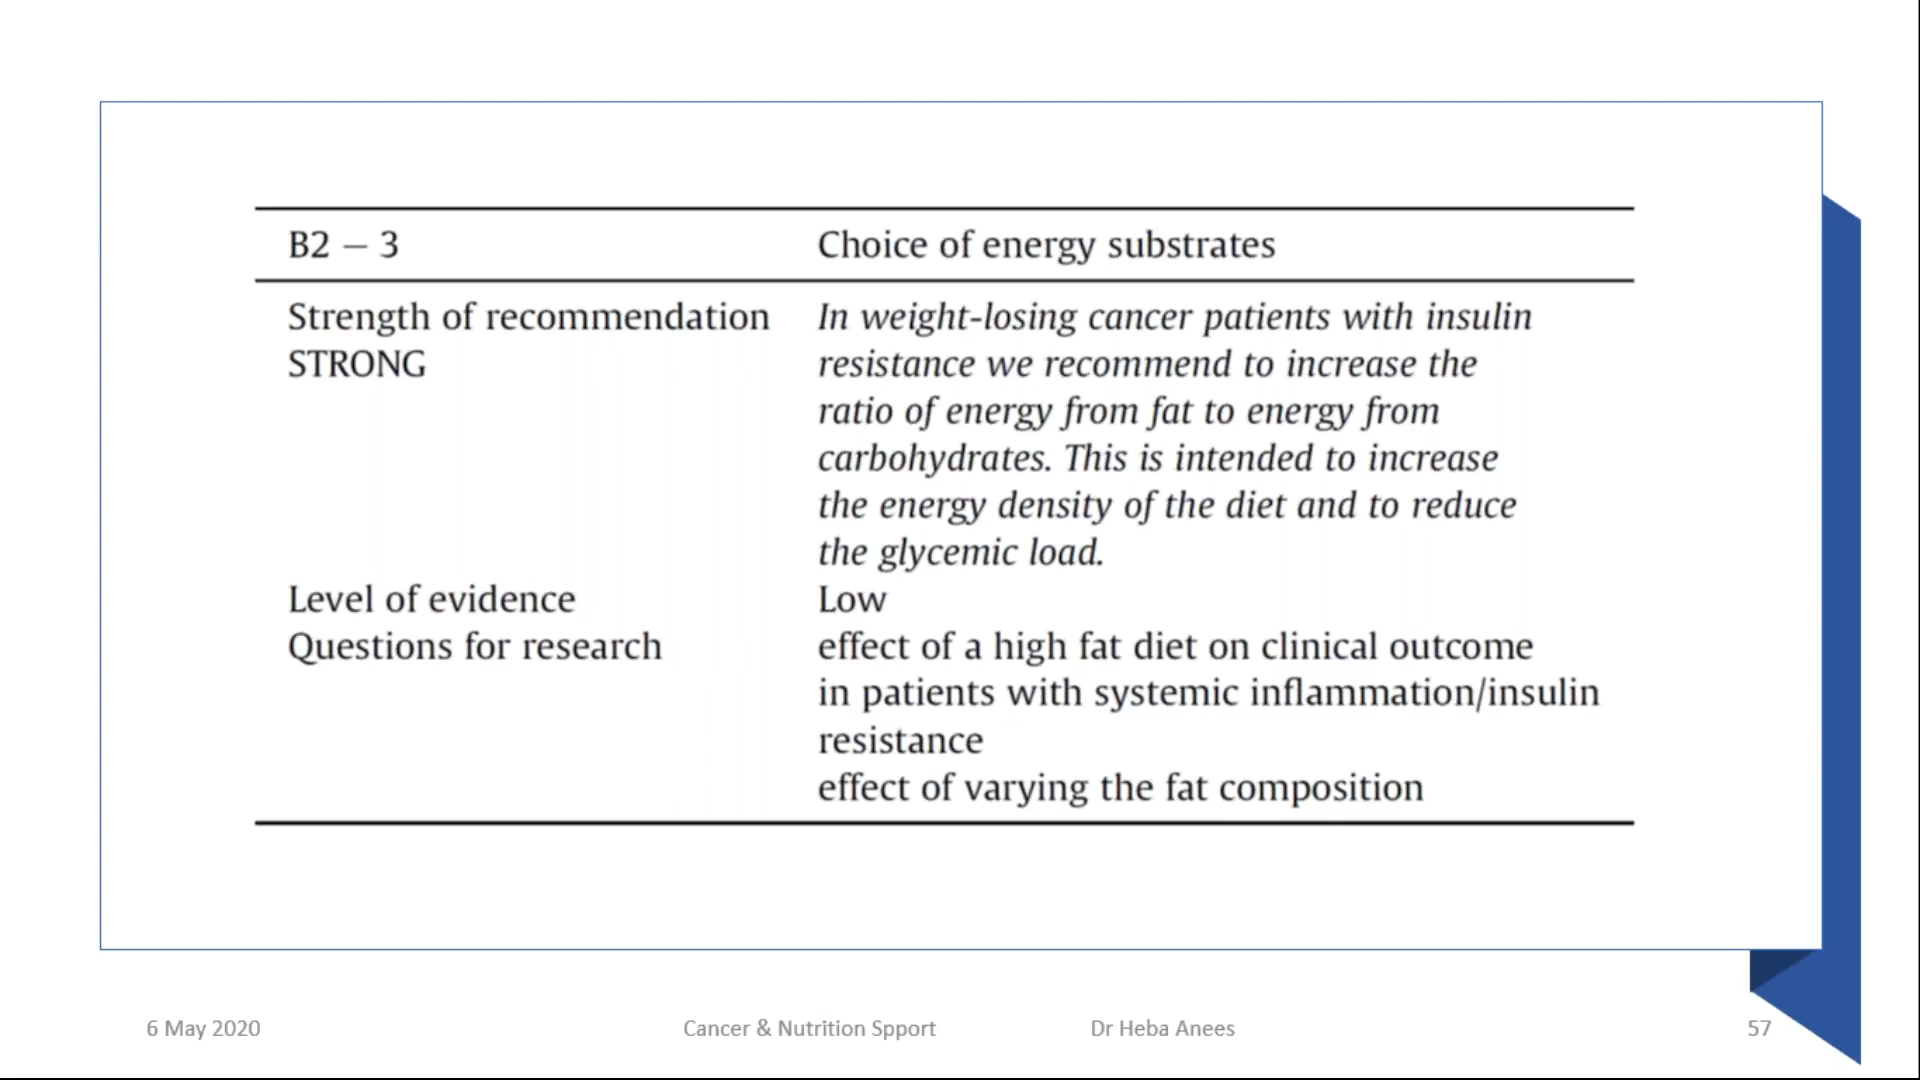 B2 – 3 Choice of energy substrates
Strength of recommendation In weight-losing cancer patients with insulin
STRONG resistance we recommend to increase the
ratio of energy from fat to energy from
carbohydrates. This is intended to increase
the energy density of the diet and to reduce
the glycemic load.
Level of evidence Low
Questions for research effect of a high fat diet on clinical outcome
in patients with systemic inflammation/insulin
resistance
effect of varying the fat composition
6 May 2020 Cancer & Nutrition Spport Dr Heba Anees 57